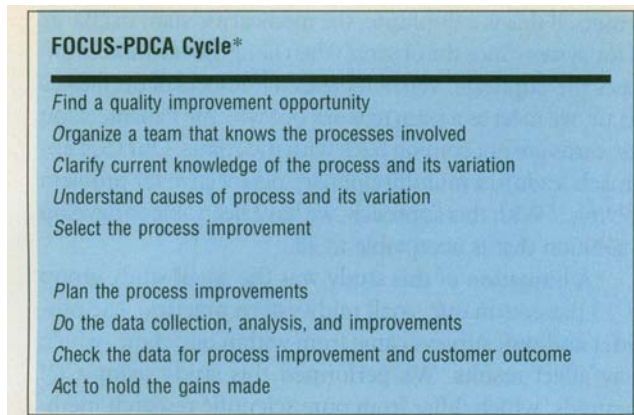 FOCUS-PDCA Cycle*
Find a quality improvement opportunity
Organize a team that knows the processes involved
Clarify current knowledge of the process and its variation
Understand causes of process and its variation
Select the process improvement
Plan the process improvements
Do the data collection, analysis, and improvements
Check the data for process improvement and customer outcome
Act to hold the gains made